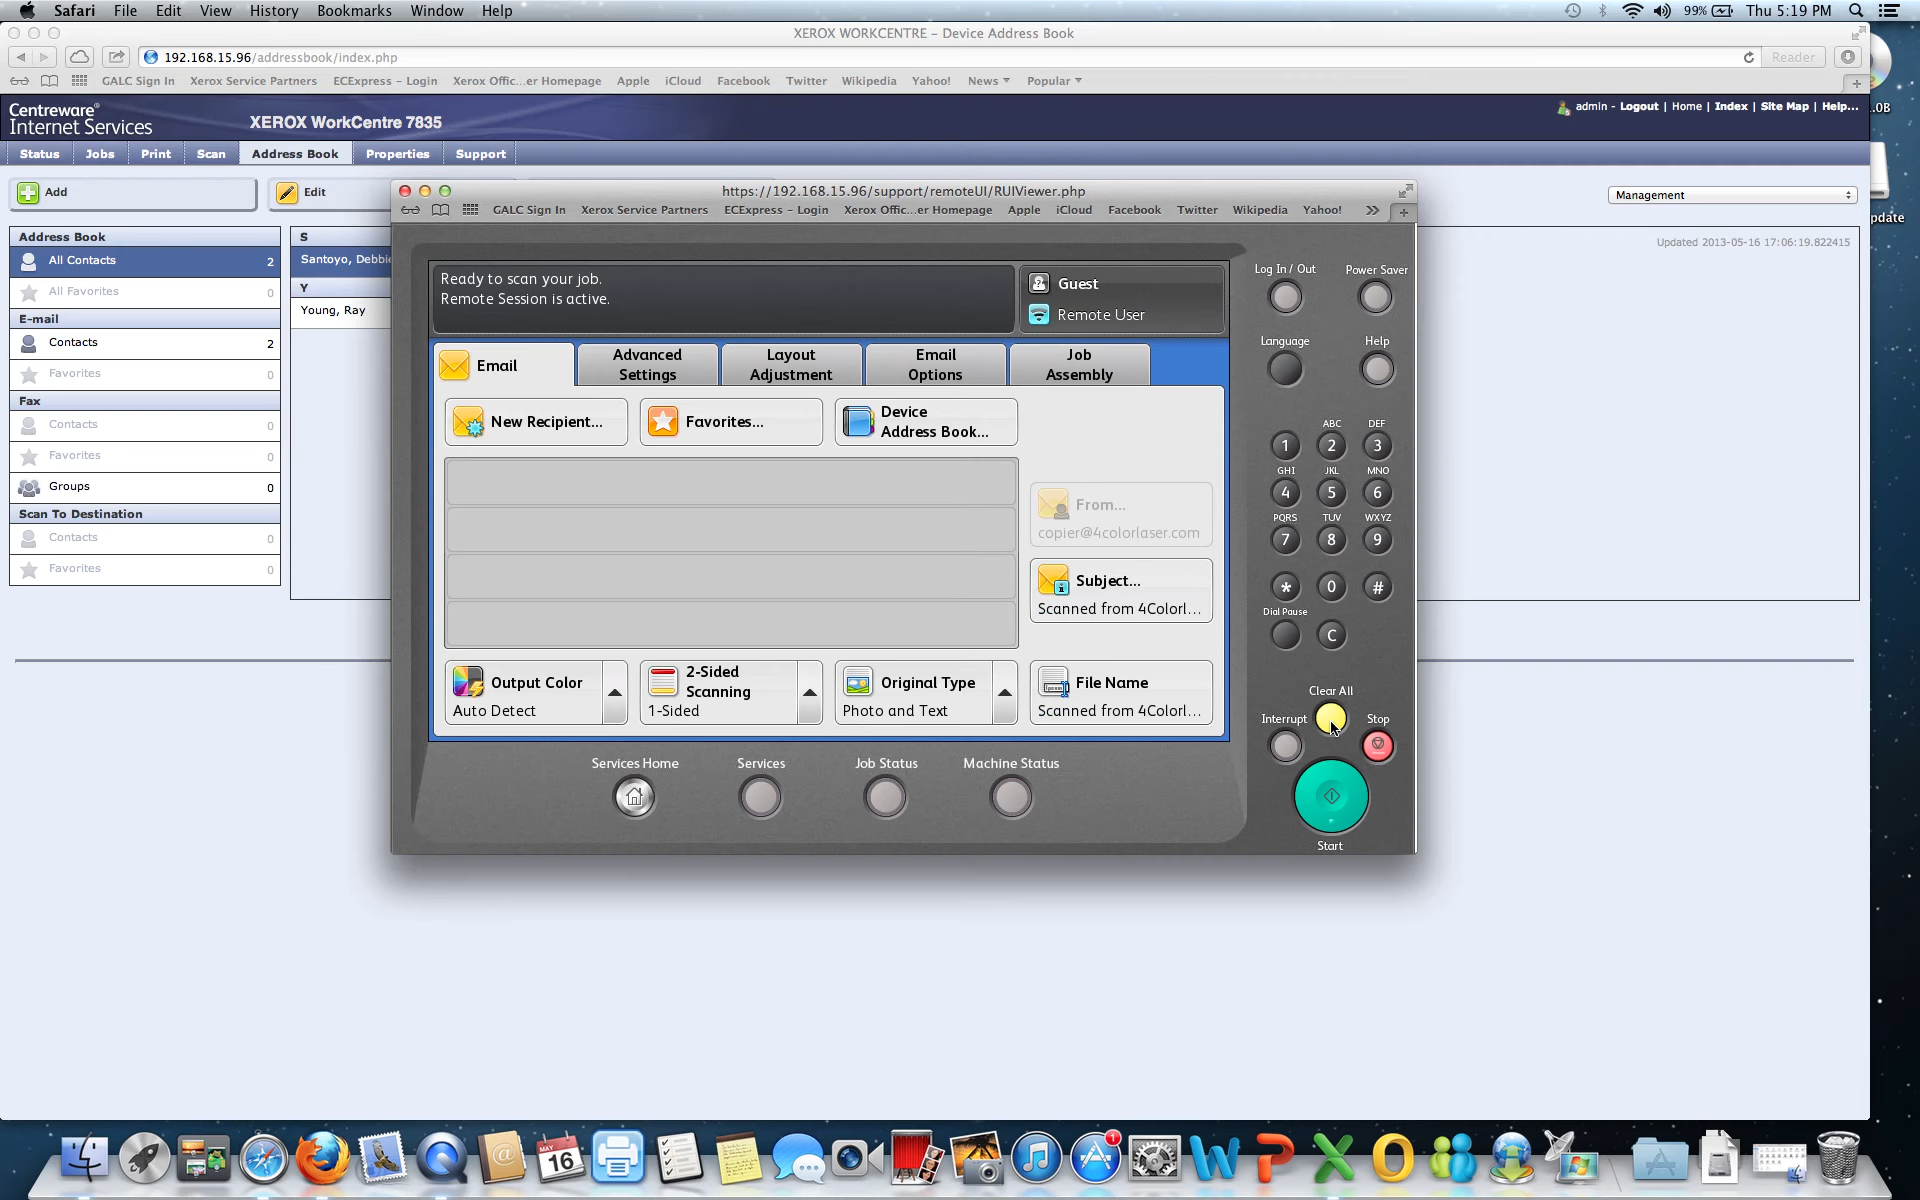 Safari File Edit View History Bookmarks Window Help
99% Thu 5:19 PM
XEROX WORKCENTRE – Device Address Book
192.168.15.96/addressbook/index.php
Reader
GALC Sign In Xerox Service Partners ECExpress – Login Xerox Offic...er Homepage Apple iCloud Facebook Twitter Wikipedia Yahoo! News Popular
Centreware®
Internet Services
XEROX WorkCentre 7835
admin - Logout | Home | Index | Site Map | Help...
Status Jobs Print Scan Address Book Properties Support
Add
Edit
Management
Updated 2013-05-16 17:06:19.822415
Address Book
All Contacts 2
All Favorites 0
E-mail
Contacts 2
Favorites 0
Fax
Contacts 0
Favorites 0
Groups 0
Scan To Destination
Contacts 0
Favorites 0
S
Santoyo, Debbie
Y
Young, Ray
https://192.168.15.96/support/remoteUI/RUIViewer.php
GALC Sign In Xerox Service Partners ECExpress – Login Xerox Offic...er Homepage Apple iCloud Facebook Twitter Wikipedia Yahoo! >>
Ready to scan your job.
Remote Session is active.
Guest
Remote User
Email
Advanced Settings
Layout Adjustment
Email Options
Job Assembly
New Recipient...
Favorites...
Device Address Book...
From...
copier@4colorlaser.com
Subject...
Scanned from 4Colorl...
Output Color
Auto Detect
2-Sided Scanning
1-Sided
Original Type
Photo and Text
File Name
Scanned from 4Colorl...
Services Home
Services
Job Status
Machine Status
Log In / Out
Power Saver
Language
Help
ABC DEF
1 2 3
GHI JKL MNO
4 5 6
PQRS TUV WXYZ
7 8 9
* 0 #
Dial Pause
C
Clear All
Interrupt
Stop
Start
.0B
pdate
MAY
16
1